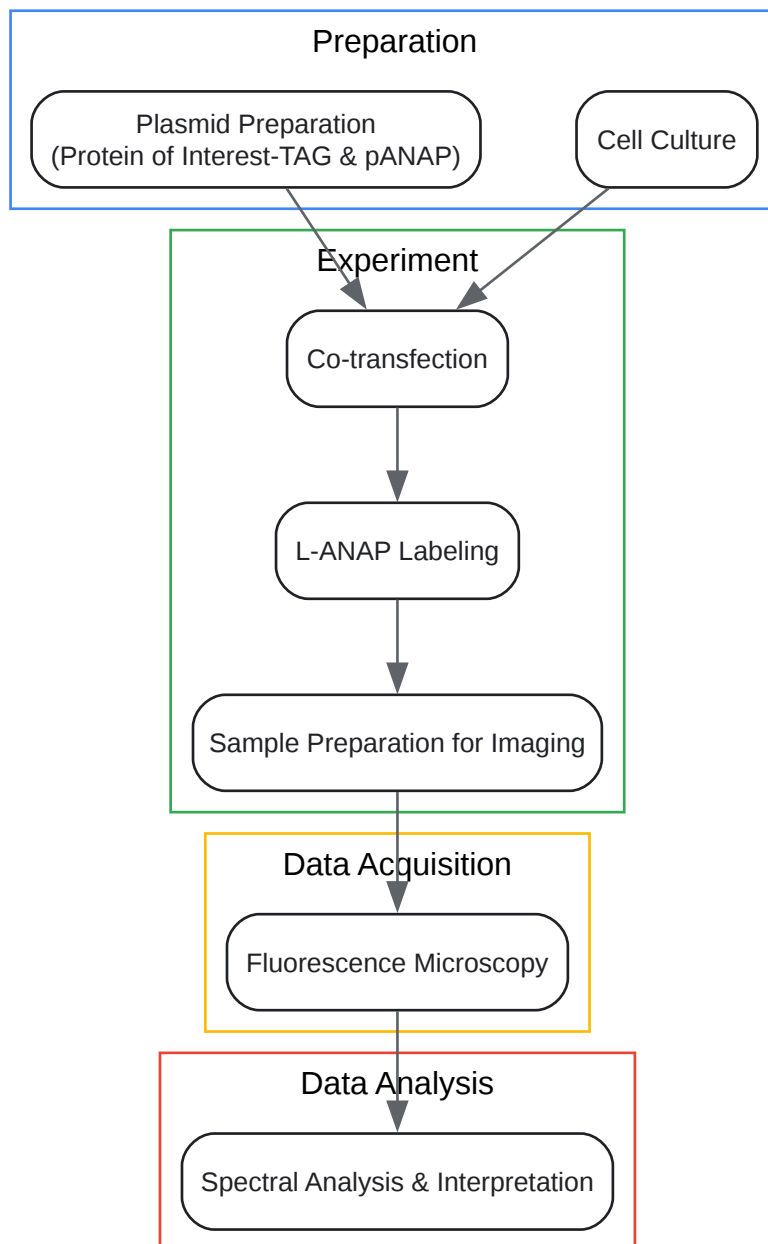 Preparation
Plasmid Preparation
(Protein of Interest-TAG & pANAP)
Cell Culture
Experiment
Co-transfection
L-ANAP Labeling
Sample Preparation for Imaging
Data Acquisition
Fluorescence Microscopy
Data Analysis
Spectral Analysis & Interpretation